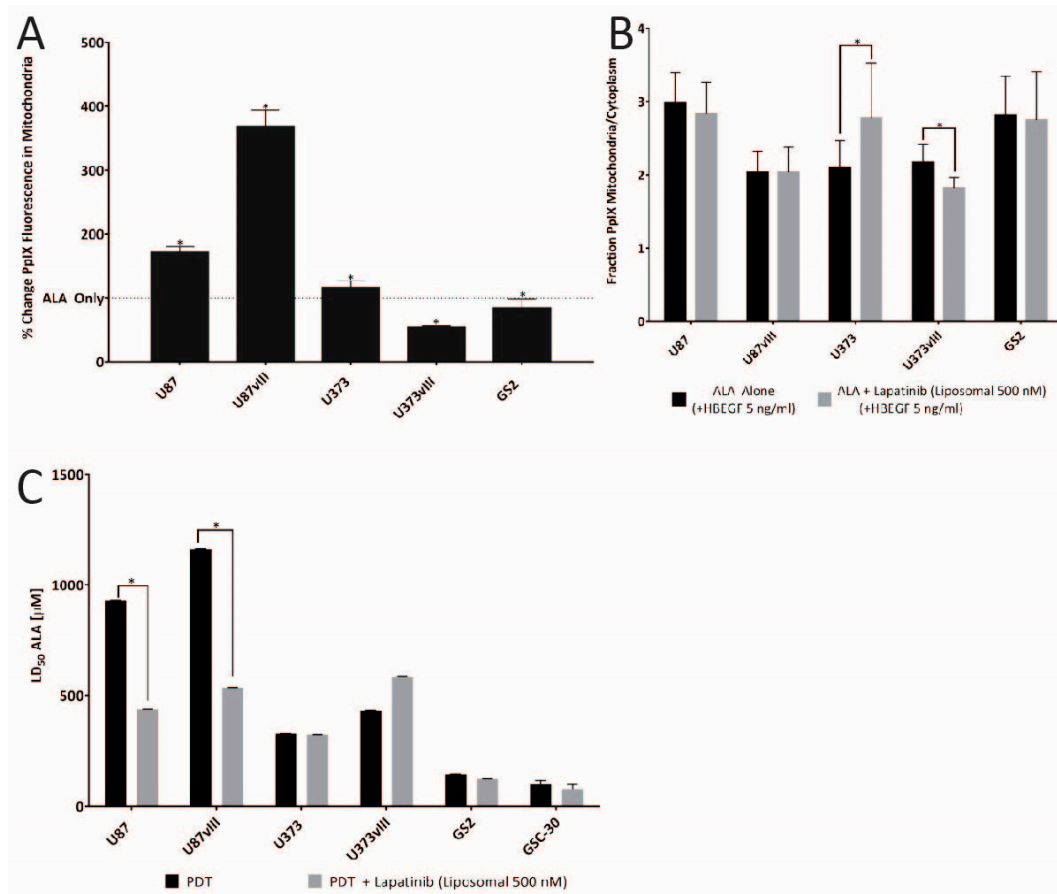 A
% Change PpIX Fluorescence in Mitochondria
500
400
300
200
ALA Only
0
*
*
*
*
*
U87
U87vIII
U373
U373vIII
GS2
B
Fraction PpIX Mitochondria/Cytoplasm
4
3
2
1
0
*
*
U87
U87vIII
U373
U373vIII
GS2
ALA Alone
(+HBEGF 5 ng/ml)
ALA + Lapatinib (Liposomal 500 nM)
(+HBEGF 5 ng/ml)
C
LD50 ALA [µM]
1500
1000
500
0
*
*
U87
U87vIII
U373
U373vIII
GS2
GSC-30
PDT
PDT + Lapatinib (Liposomal 500 nM)